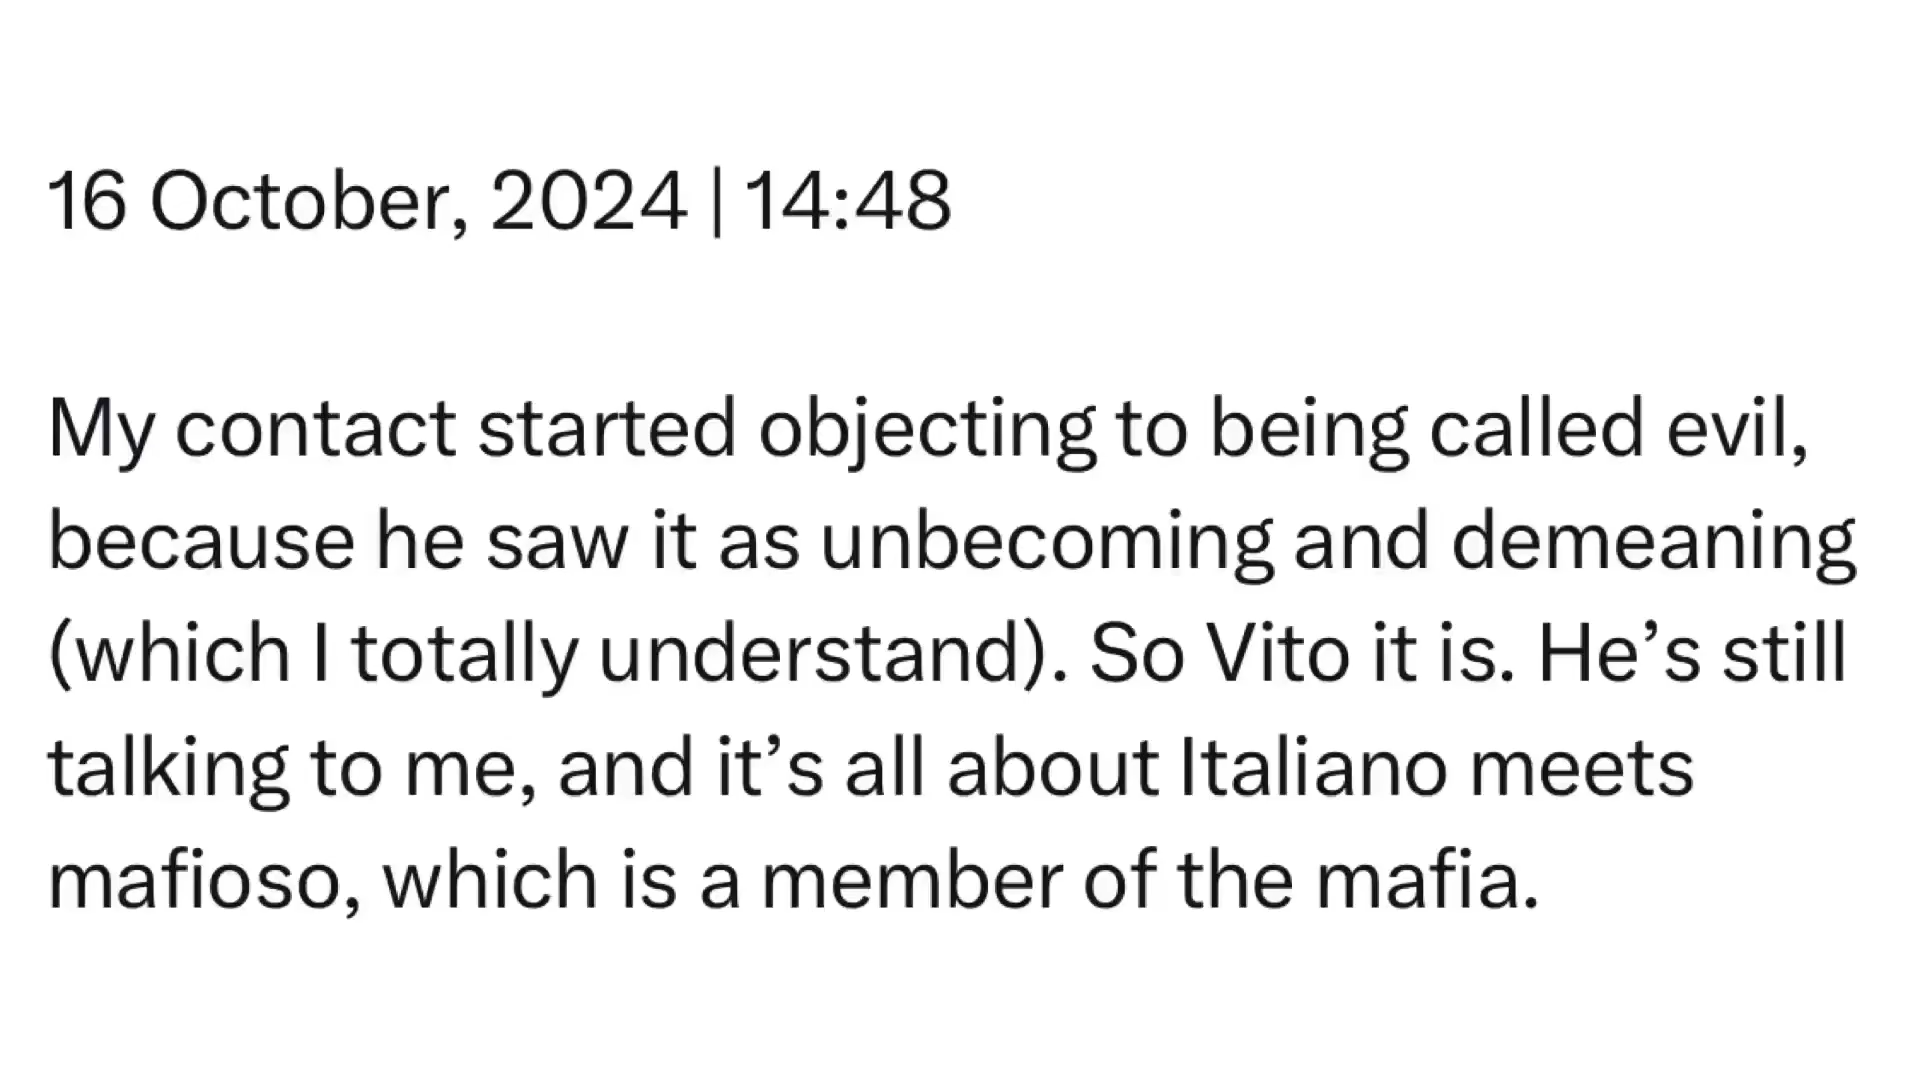 16 October, 2024 | 14:48
My contact started objecting to being called evil,
because he saw it as unbecoming and demeaning
(which I totally understand). So Vito it is. He’s still
talking to me, and it’s all about Italiano meets
mafioso, which is a member of the mafia.